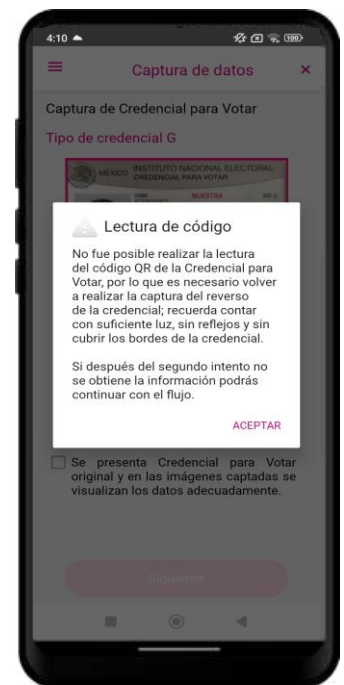 4:10
100
Captura de datos
Captura de Credencial para Votar
Tipo de credencial G
MÉXICO INSTITUTO NACIONAL ELECTORAL
CREDENCIAL PARA VOTAR
MUESTRA
Lectura de código
No fue posible realizar la lectura
del código QR de la Credencial para
Votar, por lo que es necesario volver
a realizar la captura del reverso
de la credencial; recuerda contar
con suficiente luz, sin reflejos y sin
cubrir los bordes de la credencial.
Si después del segundo intento no
se obtiene la información podrás
continuar con el flujo.
ACEPTAR
Se presenta Credencial para Votar
original y en las imágenes captadas se
visualizan los datos adecuadamente.
Siguiente